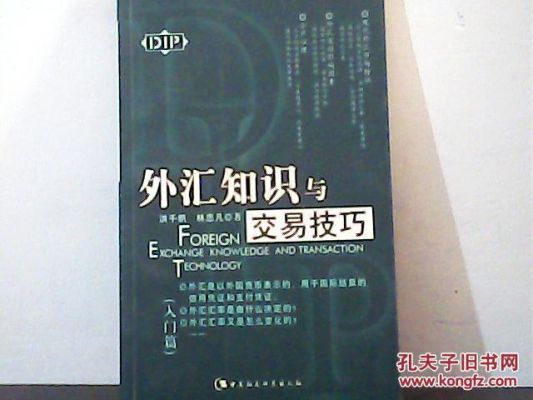 DIP
外汇知识与
交易技巧
洪千帆 林忠凡◎著
FOREIGN
EXCHANGE KNOWLEDGE AND TRANSACTION
TECHNOLOGY
(入门篇)
◎外汇是以外国货币表示的，用于国际结算的
信用凭证和支付凭证。
◎外汇汇率是由什么决定的？
◎外汇汇率又是怎么变化的？
……
孔夫子旧书网
www.kongfz.com